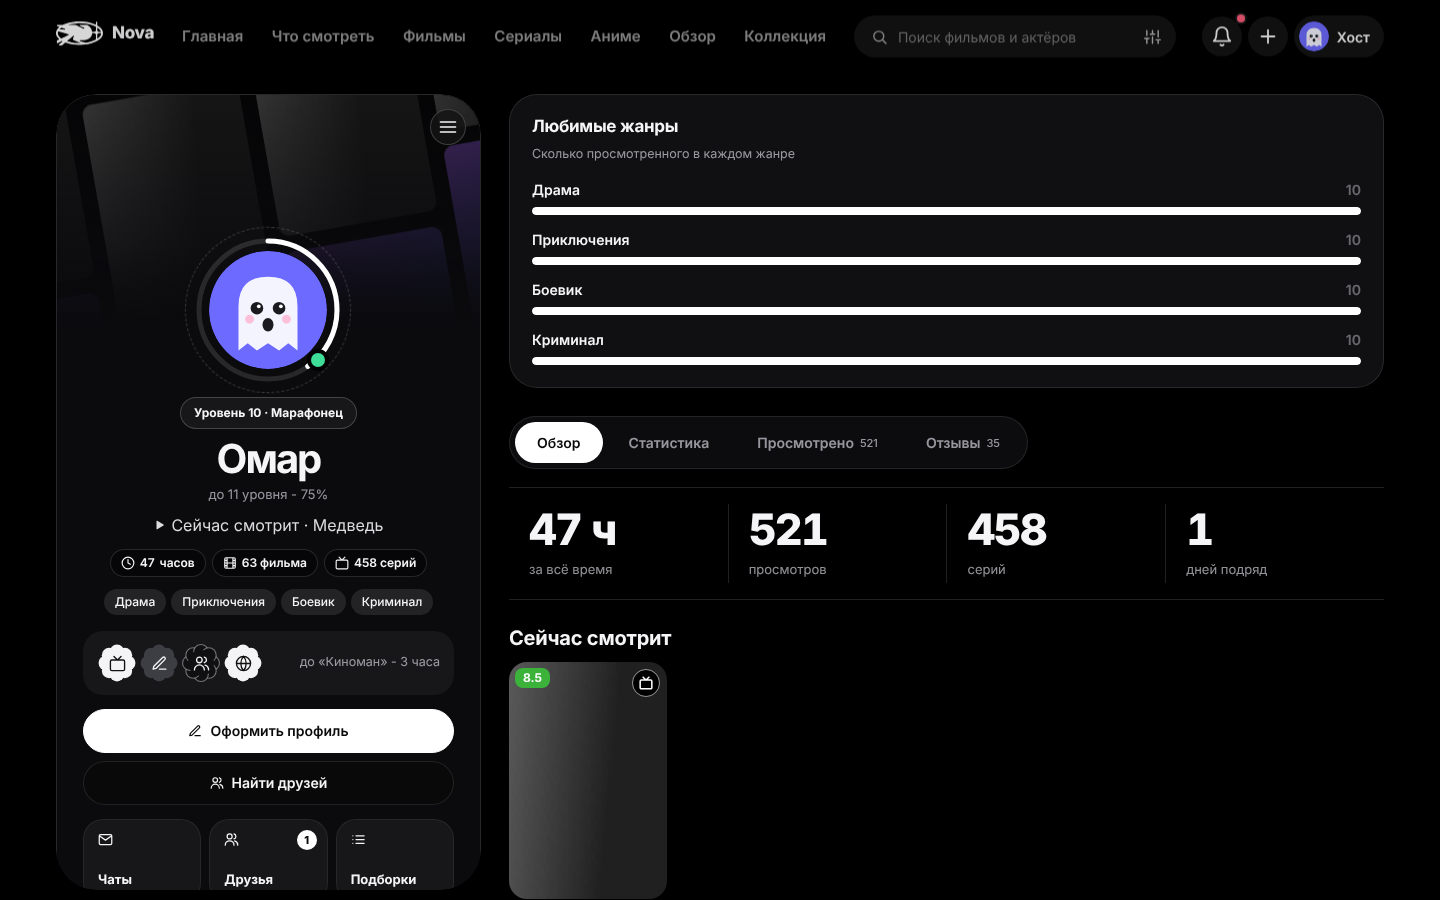 Nova
Главная
Что смотреть
Фильмы
Сериалы
Аниме
Обзор
Коллекция
Поиск фильмов и актёров
Хост
Уровень 10 · Марафонец
Омар
до 11 уровня - 75%
Сейчас смотрит · Медведь
47 часов
63 фильма
458 серий
Драма
Приключения
Боевик
Криминал
до «Киноман» - 3 часа
Оформить профиль
Найти друзей
Чаты
1
Друзья
Подборки
Любимые жанры
Сколько просмотренного в каждом жанре
Драма 10
Приключения 10
Боевик 10
Криминал 10
Обзор
Статистика
Просмотрено 521
Отзывы 35
47 ч
за всё время
521
просмотров
458
серий
1
дней подряд
Сейчас смотрит
8.5